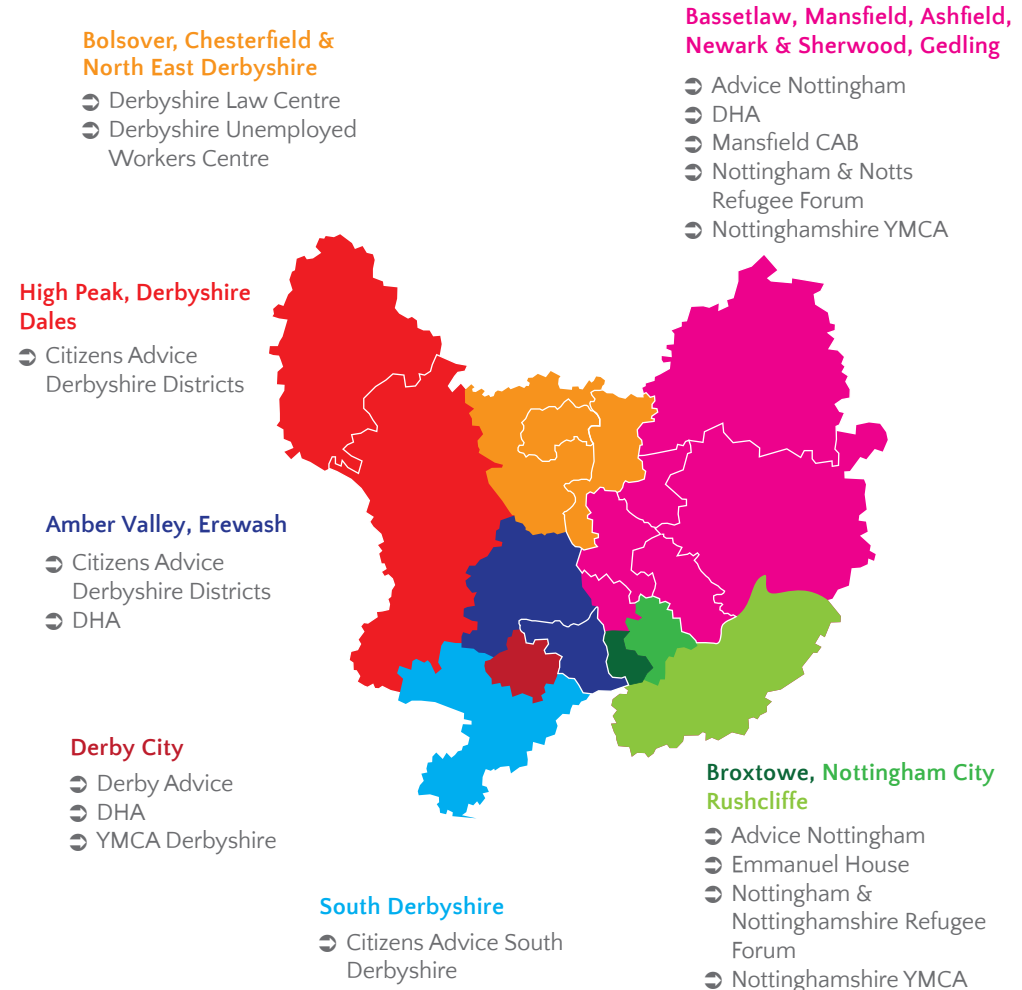 Bolsover, Chesterfield &
North East Derbyshire
➲ Derbyshire Law Centre
➲ Derbyshire Unemployed
Workers Centre
Bassetlaw, Mansfield, Ashfield,
Newark & Sherwood, Gedling
➲ Advice Nottingham
➲ DHA
➲ Mansfield CAB
➲ Nottingham & Notts
Refugee Forum
➲ Nottinghamshire YMCA
High Peak, Derbyshire
Dales
➲ Citizens Advice
Derbyshire Districts
Amber Valley, Erewash
➲ Citizens Advice
Derbyshire Districts
➲ DHA
Derby City
➲ Derby Advice
➲ DHA
➲ YMCA Derbyshire
South Derbyshire
➲ Citizens Advice South
Derbyshire
Broxtowe, Nottingham City
Rushcliffe
➲ Advice Nottingham
➲ Emmanuel House
➲ Nottingham &
Nottinghamshire Refugee
Forum
➲ Nottinghamshire YMCA